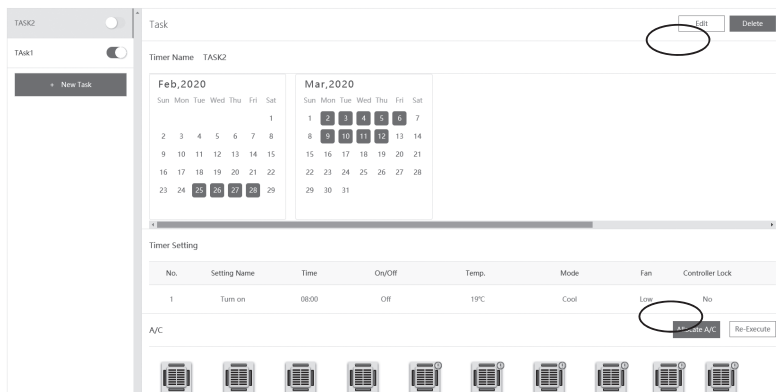 TASK2
TAsk1
+ New Task
Task
Edit
Delete
Timer Name TASK2
Feb,2020
Sun Mon Tue Wed Thu Fri Sat
1
2 3 4 5 6 7 8
9 10 11 12 13 14 15
16 17 18 19 20 21 22
23 24 25 26 27 28 29
Mar,2020
Sun Mon Tue Wed Thu Fri Sat
1 2 3 4 5 6 7
8 9 10 11 12 13 14
15 16 17 18 19 20 21
22 23 24 25 26 27 28
29 30 31
Timer Setting
No. Setting Name Time On/Off Temp. Mode Fan Controller Lock
1 Turn on 08:00 Off 19℃ Cool Low No
A/C
Allocate A/C
Re-Execute